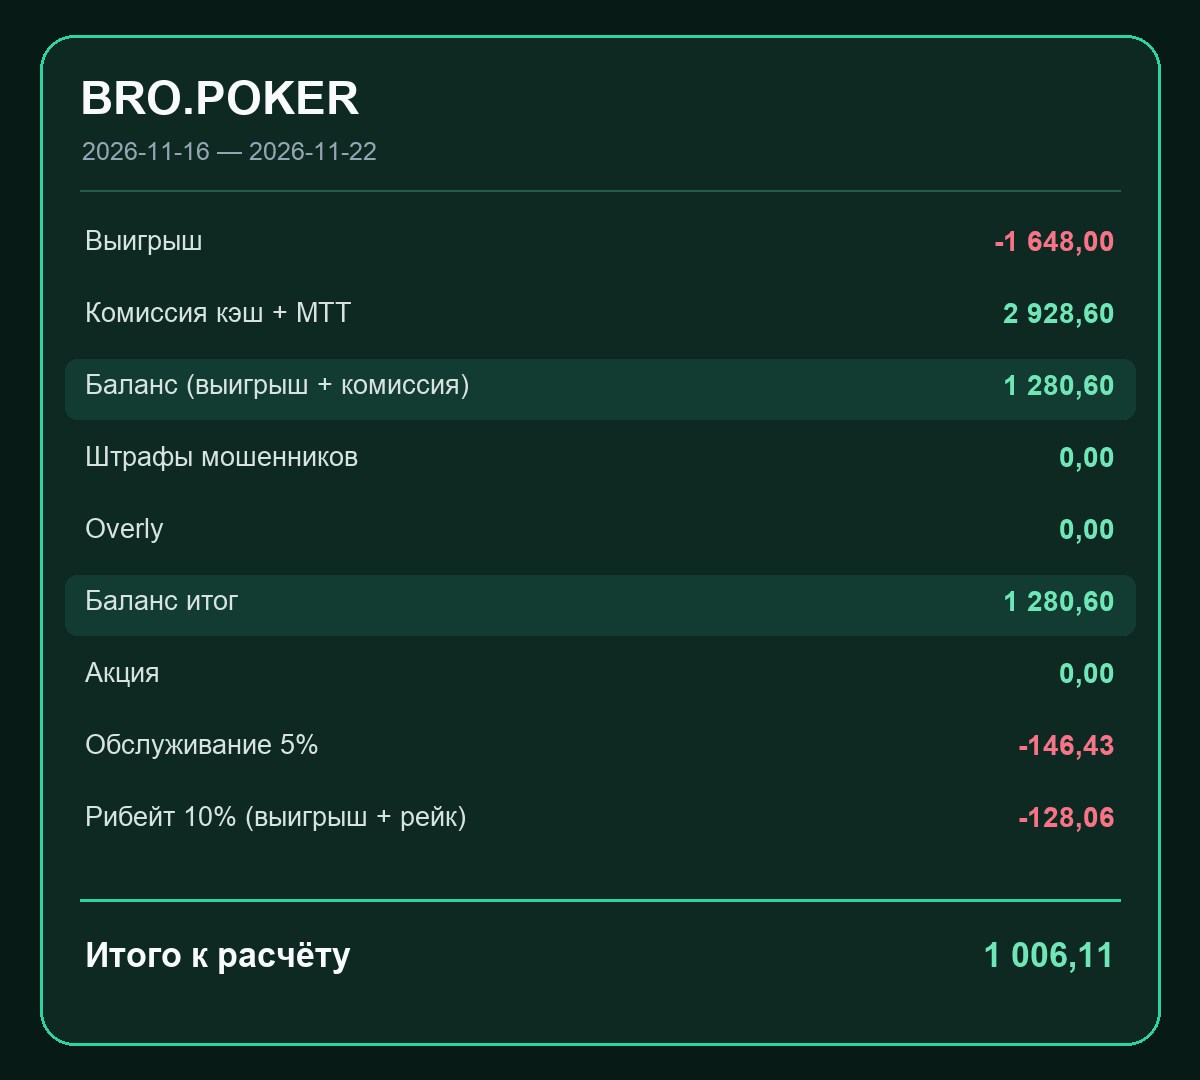 BRO.POKER
2026-11-16 — 2026-11-22
Выигрыш -1 648,00
Комиссия кэш + МТТ 2 928,60
Баланс (выигрыш + комиссия) 1 280,60
Штрафы мошенников 0,00
Overly 0,00
Баланс итог 1 280,60
Акция 0,00
Обслуживание 5% -146,43
Рибейт 10% (выигрыш + рейк) -128,06
Итого к расчёту 1 006,11